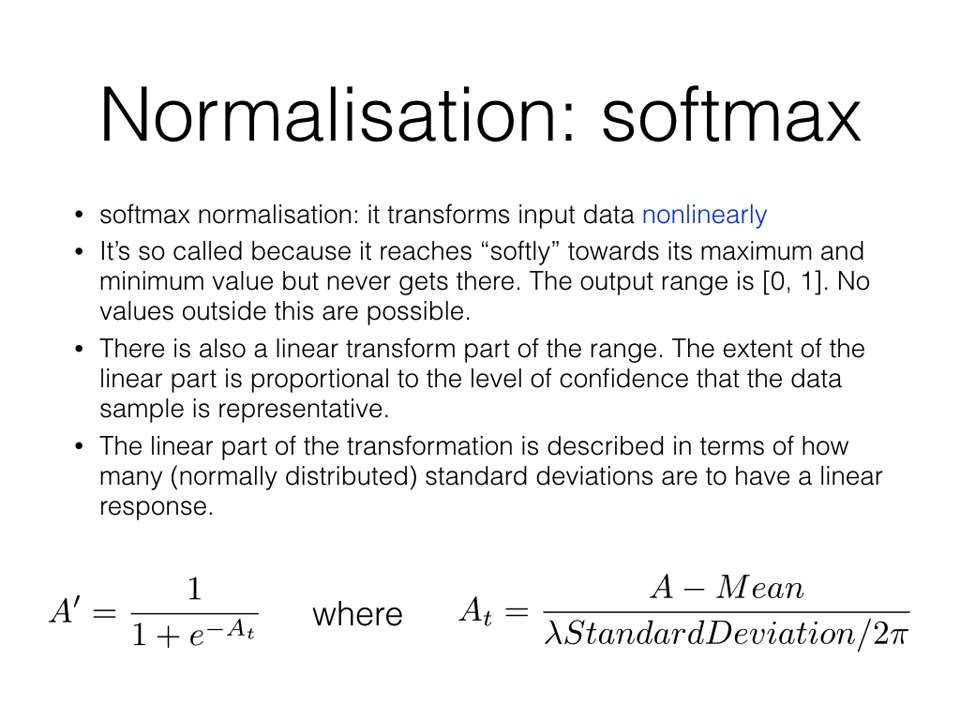 Normalisation: softmax
• softmax normalisation: it transforms input data nonlinearly
• It’s so called because it reaches “softly” towards its maximum and
minimum value but never gets there. The output range is [0, 1]. No
values outside this are possible.
• There is also a linear transform part of the range. The extent of the
linear part is proportional to the level of confidence that the data
sample is representative.
• The linear part of the transformation is described in terms of how
many (normally distributed) standard deviations are to have a linear
response.
A′ = 1 / (1 + e^{−A_t}) where A_t = (A − Mean) / (λStandardDeviation/2π)